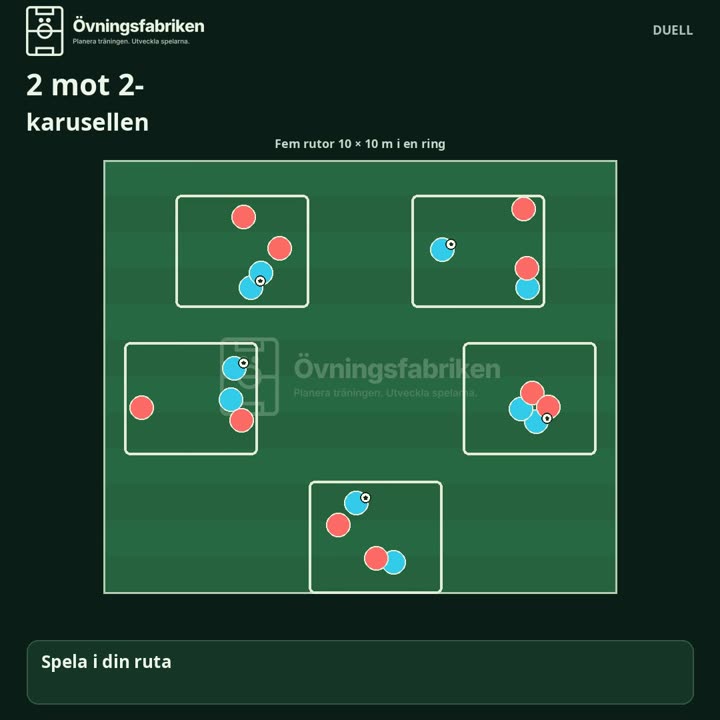 Övningsfabriken
Planera träningen. Utveckla spelarna.
DUELL
2 mot 2-
karusellen
Fem rutor 10 × 10 m i en ring
Övningsfabriken
Planera träningen. Utveckla spelarna.
Spela i din ruta